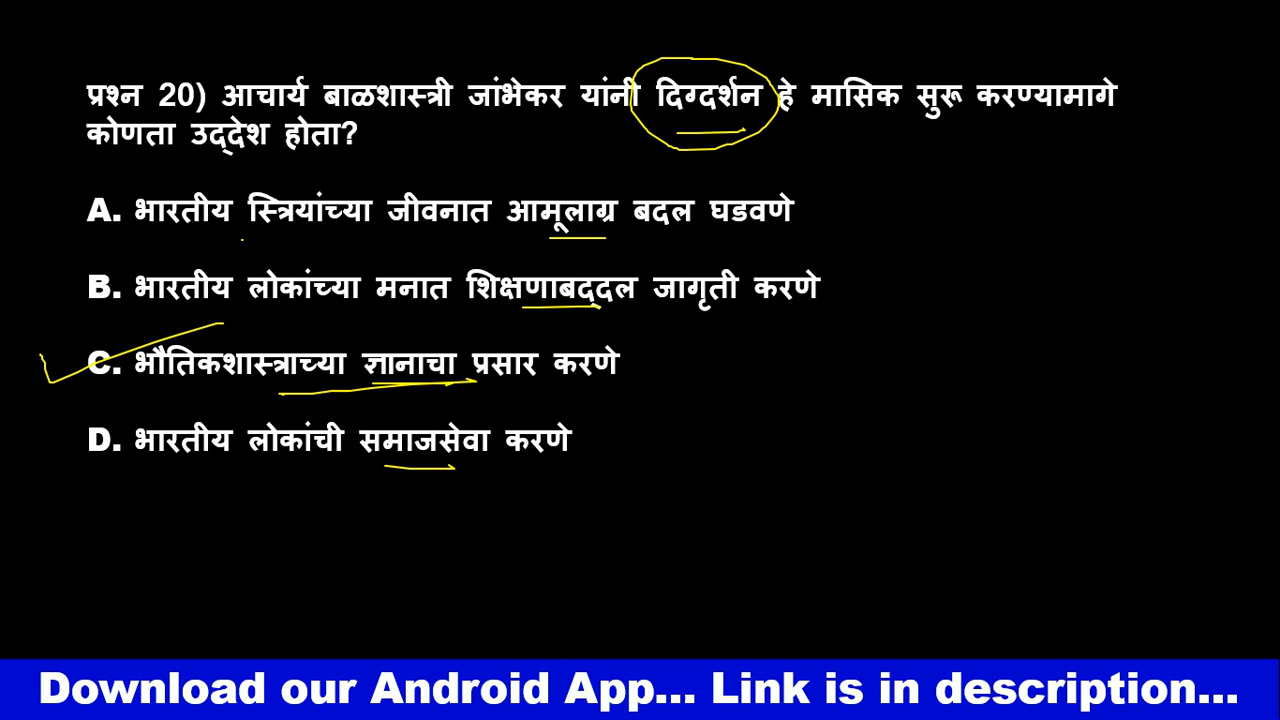 प्रश्न 20) आचार्य बाळशास्त्री जांभेकर यांनी दिग्दर्शन हे मासिक सुरू करण्यामागे
कोणता उद्देश होता?
A. भारतीय स्त्रियांच्या जीवनात आमूलाग्र बदल घडवणे
B. भारतीय लोकांच्या मनात शिक्षणाबद्दल जागृती करणे
C. भौतिकशास्त्राच्या ज्ञानाचा प्रसार करणे
D. भारतीय लोकांची समाजसेवा करणे
Download our Android App... Link is in description...